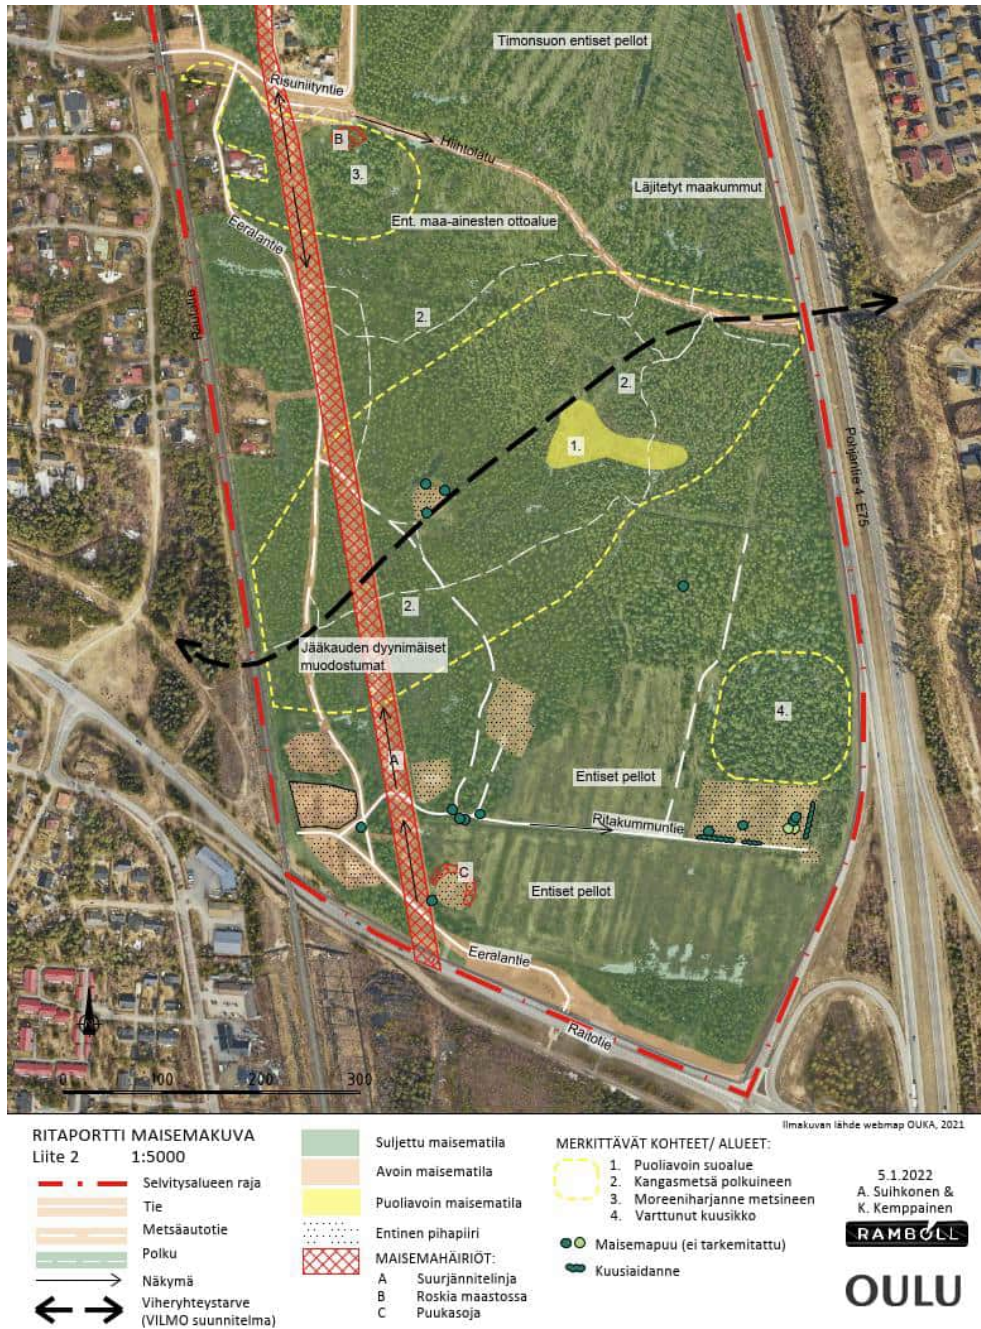 Timonsuon entiset pellot
Risuniityntie
B
Hiihtolatu
3.
Läjitetyt maakummut
Ent. maa-ainesten ottoalue
Eeralantie
Rautatie
2.
2.
1.
Pohjantie 4 E75
2.
Jääkauden dyynimäiset
muodostumat
4.
A
Entiset pellot
Ritakummuntie
C
Entiset pellot
Eeralantie
Raitotie
0 100 200 300
Ilmakuvan lähde webmap OUKA, 2021
RITAPORTTI MAISEMAKUVA
Liite 2 1:5000
Selvitysalueen raja
Tie
Metsäautotie
Polku
Näkymä
Viheryhteystarve
(VILMO suunnitelma)
Suljettu maisematila
Avoin maisematila
Puoliavoin maisematila
Entinen pihapiiri
MAISEMAHÄIRIÖT:
A Suurjännitelinja
B Roskia maastossa
C Puukasoja
MERKITTÄVÄT KOHTEET/ ALUEET:
1. Puoliavoin suoalue
2. Kangasmetsä polkuineen
3. Moreeniharjanne metsineen
4. Varttunut kuusikko
Maisemapuu (ei tarkemitattu)
Kuusiaidanne
5.1.2022
A. Suihkonen &
K. Kemppainen
RAMBOLL
OULU